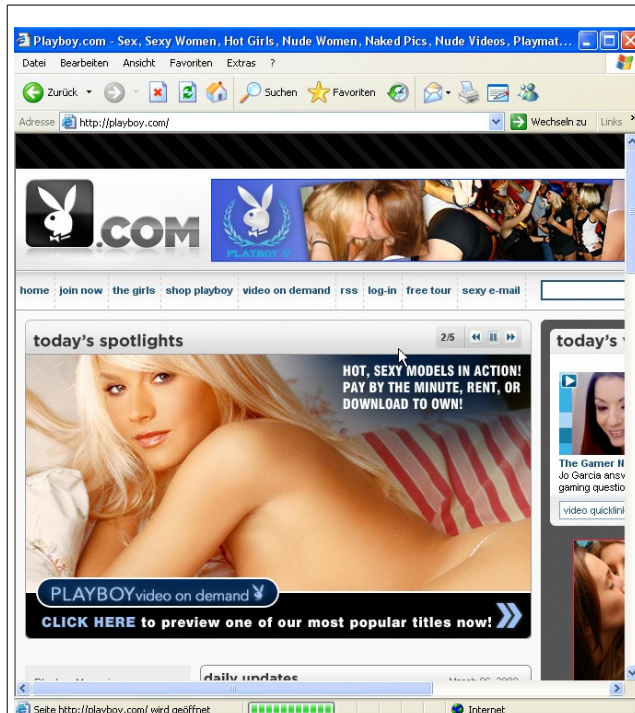 Playboy.com - Sex, Sexy Women, Hot Girls, Nude Women, Naked Pics, Nude Videos, Playmat...
Datei Bearbeiten Ansicht Favoriten Extras ?
Zurück Suchen Favoriten
Adresse http://playboy.com/ Wechseln zu Links
.COM
PLAYBOY U
home join now the girls shop playboy video on demand rss log-in free tour sexy e-mail
today's spotlights 2/5 today's
HOT, SEXY MODELS IN ACTION!
PAY BY THE MINUTE, RENT, OR
DOWNLOAD TO OWN!
The Gamer N
Jo Garcia answ
gaming questio
video quicklin
PLAYBOY video on demand
CLICK HERE to preview one of our most popular titles now!
daily updates
Seite http://playboy.com/ wird geöffnet Internet